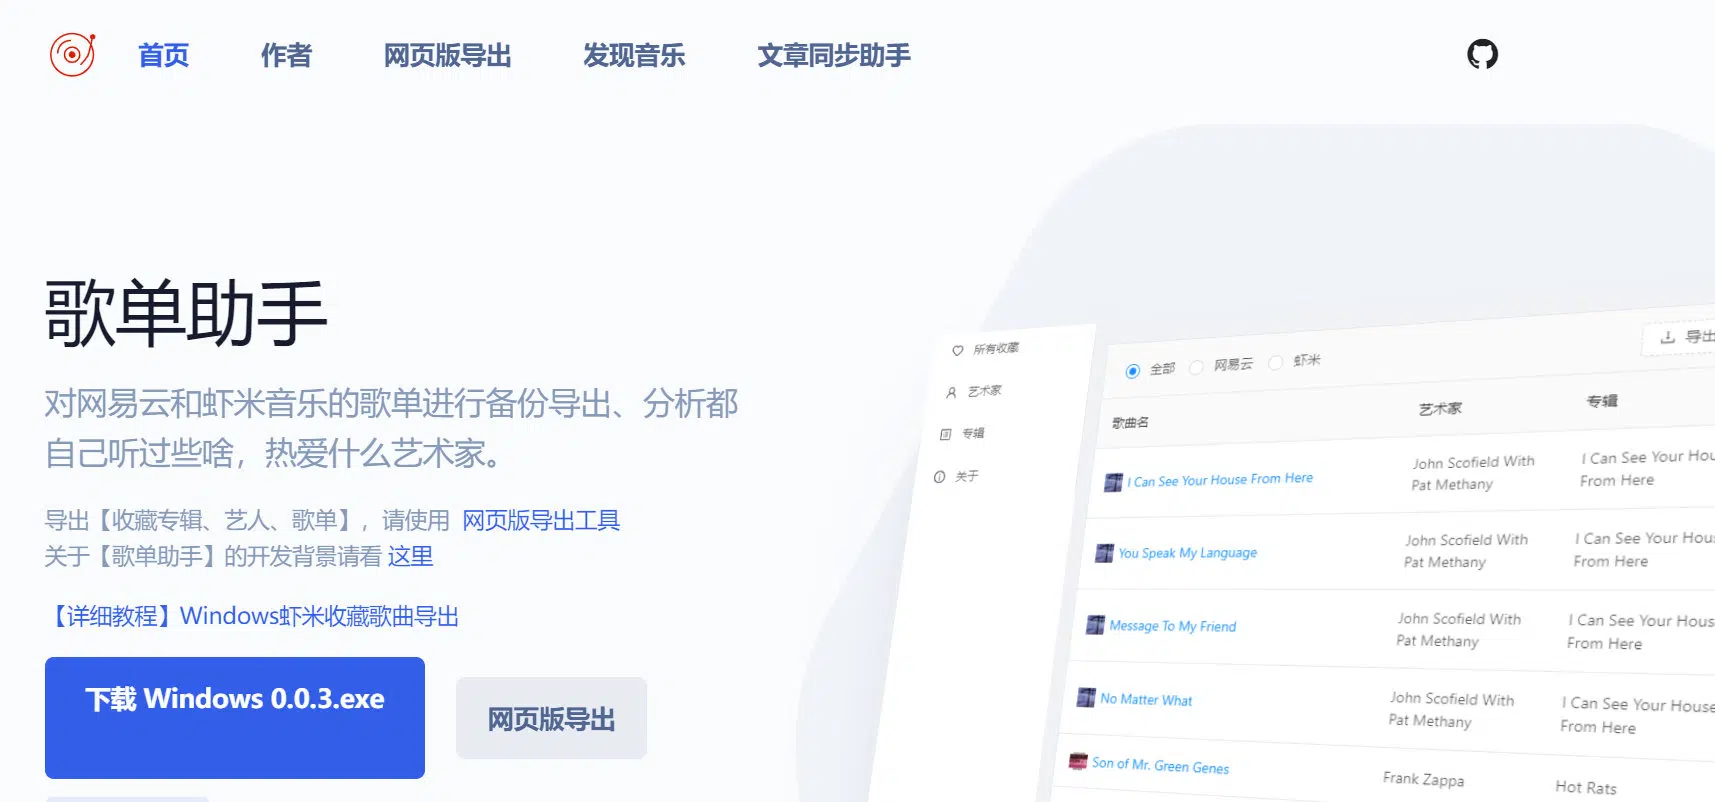 首页 作者 网页版导出 发现音乐 文章同步助手
歌单助手
对网易云和虾米音乐的歌单进行备份导出、分析都
自己听过些啥，热爱什么艺术家。
导出【收藏专辑、艺人、歌单】，请使用 网页版导出工具
关于【歌单助手】的开发背景请看 这里
【详细教程】Windows虾米收藏歌曲导出
下载 Windows 0.0.3.exe
网页版导出
所有收藏
艺术家
专辑
关于
全部 网易云 虾米
导出
歌曲名 艺术家 专辑
I Can See Your House From Here
John Scofield With
Pat Methany
I Can See Your Hou
From Here
You Speak My Language
John Scofield With
Pat Methany
I Can See Your Hou
From Here
Message To My Friend
John Scofield With
Pat Methany
I Can See Your Hous
From Here
No Matter What
John Scofield With
Pat Methany
I Can See Your House
From Here
Son of Mr. Green Genes
Frank Zappa
Hot Rats